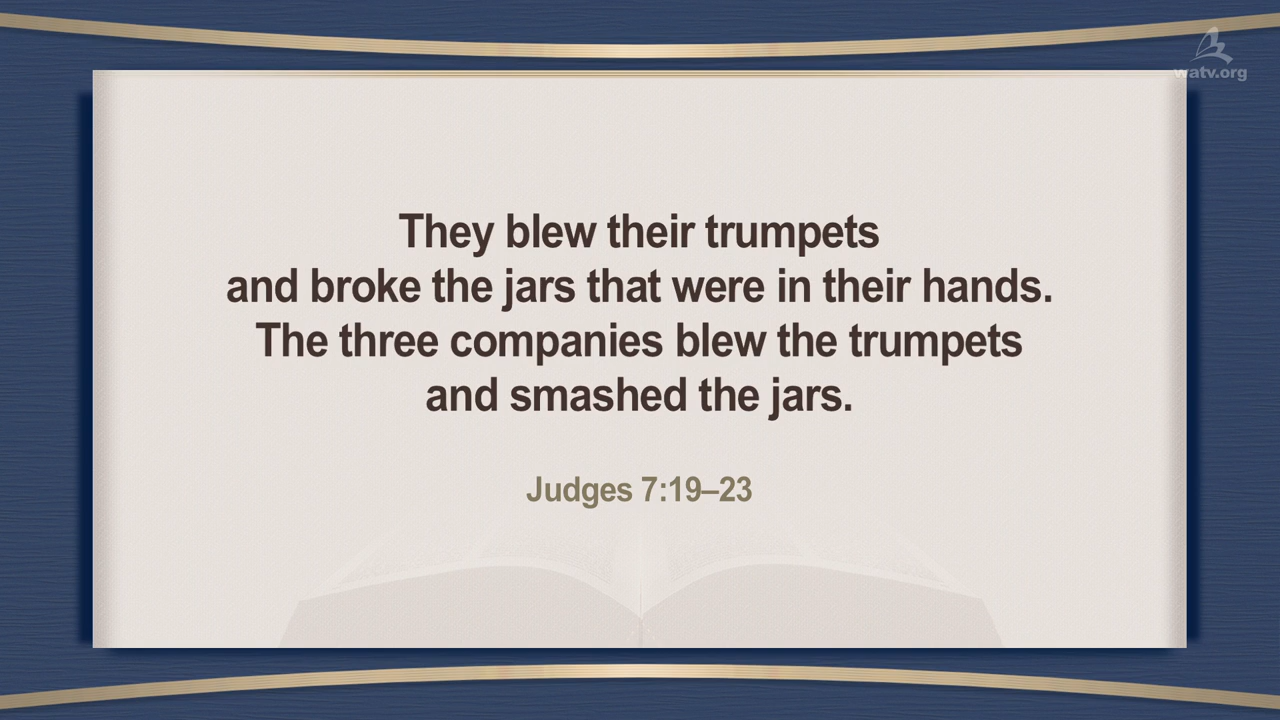 watv.org
They blew their trumpets
and broke the jars that were in their hands.
The three companies blew the trumpets
and smashed the jars.
Judges 7:19–23